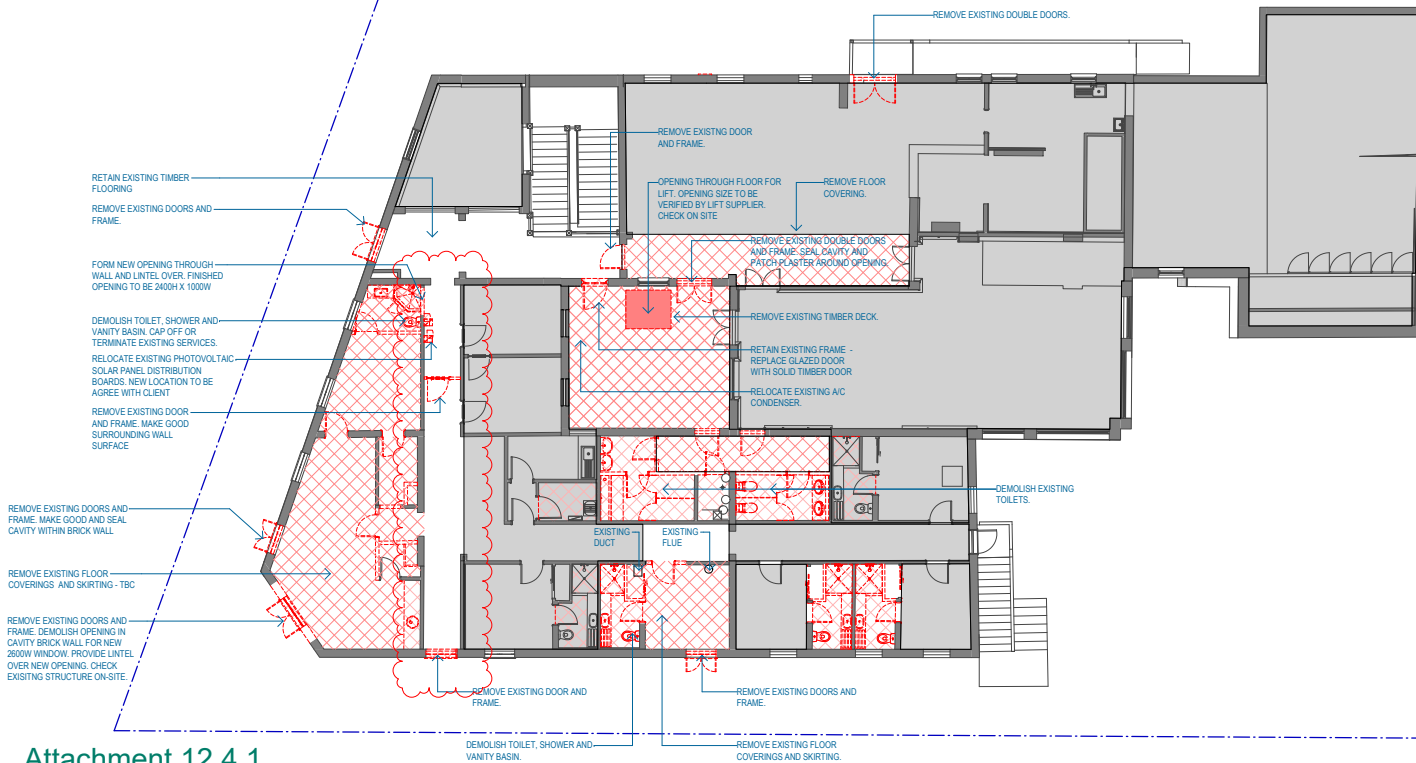 REMOVE EXISTING DOUBLE DOORS.
REMOVE EXISTNG DOOR
AND FRAME.
RETAIN EXISTING TIMBER
FLOORING
REMOVE EXISTING DOORS AND
FRAME.
OPENING THROUGH FLOOR FOR
LIFT. OPENING SIZE TO BE
VERIFIED BY LIFT SUPPLIER.
CHECK ON SITE
REMOVE FLOOR
COVERING.
REMOVE EXISTING DOUBLE DOORS
AND FRAME. SEAL CAVITY AND
PATCH PLASTER AROUND OPENING
FORM NEW OPENING THROUGH
WALL AND LINTEL OVER. FINISHED
OPENING TO BE 2400H X 1000W
DEMOLISH TOILET, SHOWER AND
VANITY BASIN. CAP OFF OR
TERMINATE EXISTING SERVICES.
REMOVE EXISTING TIMBER DECK.
RELOCATE EXISTING PHOTOVOLTAIC
SOLAR PANEL DISTRIBUTION
BOARDS. NEW LOCATION TO BE
AGREE WITH CLIENT
RETAIN EXISTING FRAME -
REPLACE GLAZED DOOR
WITH SOLID TIMBER DOOR
RELOCATE EXISTING A/C
CONDENSER.
REMOVE EXISTING DOOR
AND FRAME. MAKE GOOD
SURROUNDING WALL
SURFACE
DEMOLISH EXISTING
TOILETS.
REMOVE EXISTING DOORS AND
FRAME. MAKE GOOD AND SEAL
CAVITY WITHIN BRICK WALL
EXISTING
DUCT
EXISTING
FLUE
REMOVE EXISTING FLOOR
COVERINGS AND SKIRTING - TBC
REMOVE EXISTING DOORS AND
FRAME. DEMOLISH OPENING IN
CAVITY BRICK WALL FOR NEW
2600W WINDOW. PROVIDE LINTEL
OVER NEW OPENING. CHECK
EXISITNG STRUCTURE ON-SITE.
REMOVE EXISTING DOOR AND
FRAME.
REMOVE EXISTING DOORS AND
FRAME.
DEMOLISH TOILET, SHOWER AND
VANITY BASIN.
REMOVE EXISTING FLOOR
COVERINGS AND SKIRTING.
Attachment 12.4.1